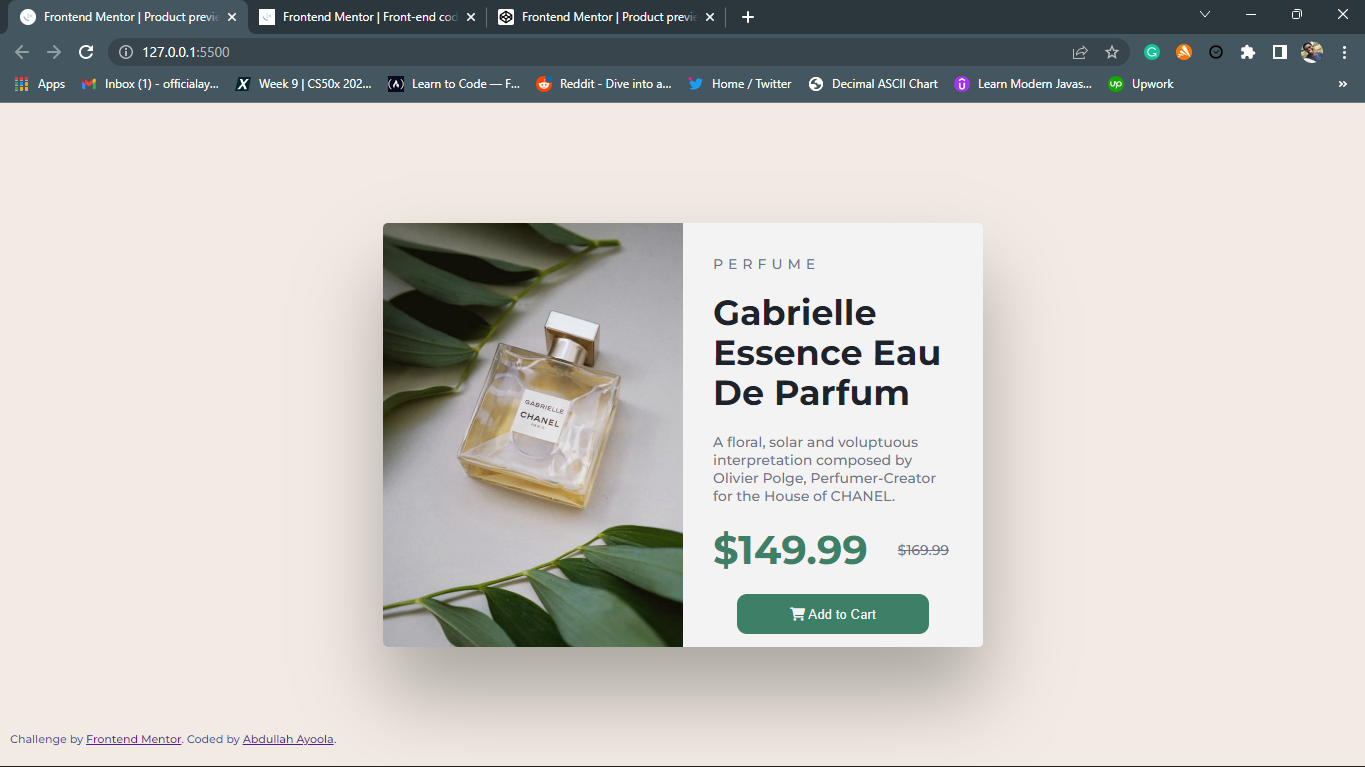 Frontend Mentor | Product previe
Frontend Mentor | Front-end cod
Frontend Mentor | Product previe
127.0.0.1:5500
Apps
Inbox (1) - officialay...
Week 9 | CS50x 202...
Learn to Code — F...
Reddit - Dive into a...
Home / Twitter
Decimal ASCII Chart
Learn Modern Javas...
Upwork
GABRIELLE
CHANEL
PARIS
PERFUME
Gabrielle
Essence Eau
De Parfum
A floral, solar and voluptuous
interpretation composed by
Olivier Polge, Perfumer-Creator
for the House of CHANEL.
$149.99
$169.99
Add to Cart
Challenge by Frontend Mentor. Coded by Abdullah Ayoola.